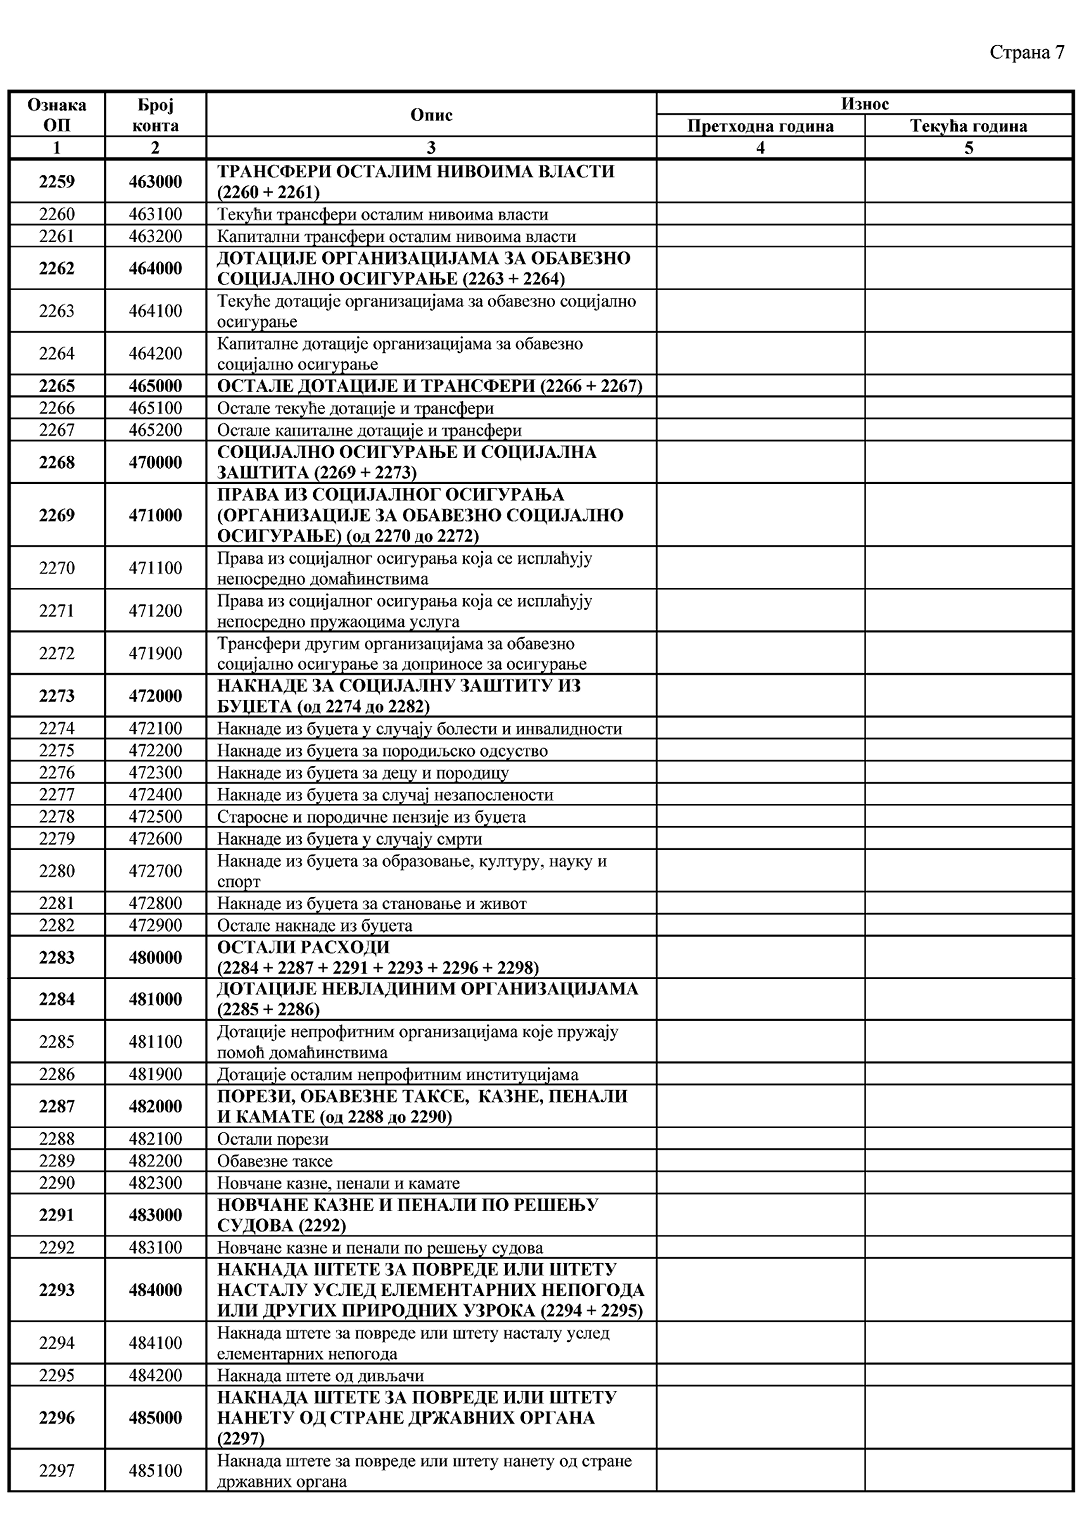 Страна 7
Ознака ОП
Број конта
Опис
Износ
Претходна година
Текућа година
1 2 3 4 5
2259 463000 ТРАНСФЕРИ ОСТАЛИМ НИВОИМА ВЛАСТИ
(2260 + 2261)
2260 463100 Текући трансфери осталим нивоима власти
2261 463200 Капитални трансфери осталим нивоима власти
2262 464000 ДОТАЦИЈЕ ОРГАНИЗАЦИЈАМА ЗА ОБАВЕЗНО
СОЦИЈАЛНО ОСИГУРАЊЕ (2263 + 2264)
2263 464100 Текуће дотације организацијама за обавезно социјално
осигурање
2264 464200 Капиталне дотације организацијама за обавезно
социјално осигурање
2265 465000 ОСТАЛЕ ДОТАЦИЈЕ И ТРАНСФЕРИ (2266 + 2267)
2266 465100 Остале текуће дотације и трансфери
2267 465200 Остале капиталне дотације и трансфери
2268 470000 СОЦИЈАЛНО ОСИГУРАЊЕ И СОЦИЈАЛНА
ЗАШТИТА (2269 + 2273)
2269 471000 ПРАВА ИЗ СОЦИЈАЛНОГ ОСИГУРАЊА
(ОРГАНИЗАЦИЈЕ ЗА ОБАВЕЗНО СОЦИЈАЛНО
ОСИГУРАЊЕ) (од 2270 до 2272)
2270 471100 Права из социјалног осигурања која се исплаћују
непосредно домаћинствима
2271 471200 Права из социјалног осигурања која се исплаћују
непосредно пружаоцима услуга
2272 471900 Трансфери другим организацијама за обавезно
социјално осигурање за доприносе за осигурање
2273 472000 НАКНАДЕ ЗА СОЦИЈАЛНУ ЗАШТИТУ ИЗ
БУЏЕТА (од 2274 до 2282)
2274 472100 Накнаде из буџета у случају болести и инвалидности
2275 472200 Накнаде из буџета за породиљско одсуство
2276 472300 Накнаде из буџета за децу и породицу
2277 472400 Накнаде из буџета за случај незапослености
2278 472500 Старосне и породичне пензије из буџета
2279 472600 Накнаде из буџета у случају смрти
2280 472700 Накнаде из буџета за образовање, културу, науку и
спорт
2281 472800 Накнаде из буџета за становање и живот
2282 472900 Остале накнаде из буџета
2283 480000 ОСТАЛИ РАСХОДИ
(2284 + 2287 + 2291 + 2293 + 2296 + 2298)
2284 481000 ДОТАЦИЈЕ НЕВЛАДИНИМ ОРГАНИЗАЦИЈАМА
(2285 + 2286)
2285 481100 Дотације непрофитним организацијама које пружају
помоћ домаћинствима
2286 481900 Дотације осталим непрофитним институцијама
2287 482000 ПОРЕЗИ, ОБАВЕЗНЕ ТАКСЕ, КАЗНЕ, ПЕНАЛИ
И КАМАТЕ (од 2288 до 2290)
2288 482100 Остали порези
2289 482200 Обавезне таксе
2290 482300 Новчане казне, пенали и камате
2291 483000 НОВЧАНЕ КАЗНЕ И ПЕНАЛИ ПО РЕШЕЊУ
СУДОВА (2292)
2292 483100 Новчане казне и пенали по решењу судова
2293 484000 НАКНАДА ШТЕТЕ ЗА ПОВРЕДЕ ИЛИ ШТЕТУ
НАСТАЛУ УСЛЕД ЕЛЕМЕНТАРНИХ НЕПОГОДА
ИЛИ ДРУГИХ ПРИРОДНИХ УЗРОКА (2294 + 2295)
2294 484100 Накнада штете за повреде или штету насталу услед
елементарних непогода
2295 484200 Накнада штете од дивљачи
2296 485000 НАКНАДА ШТЕТЕ ЗА ПОВРЕДЕ ИЛИ ШТЕТУ
НАНЕТУ ОД СТРАНЕ ДРЖАВНИХ ОРГАНА
(2297)
2297 485100 Накнада штете за повреде или штету нанету од стране
државних органа